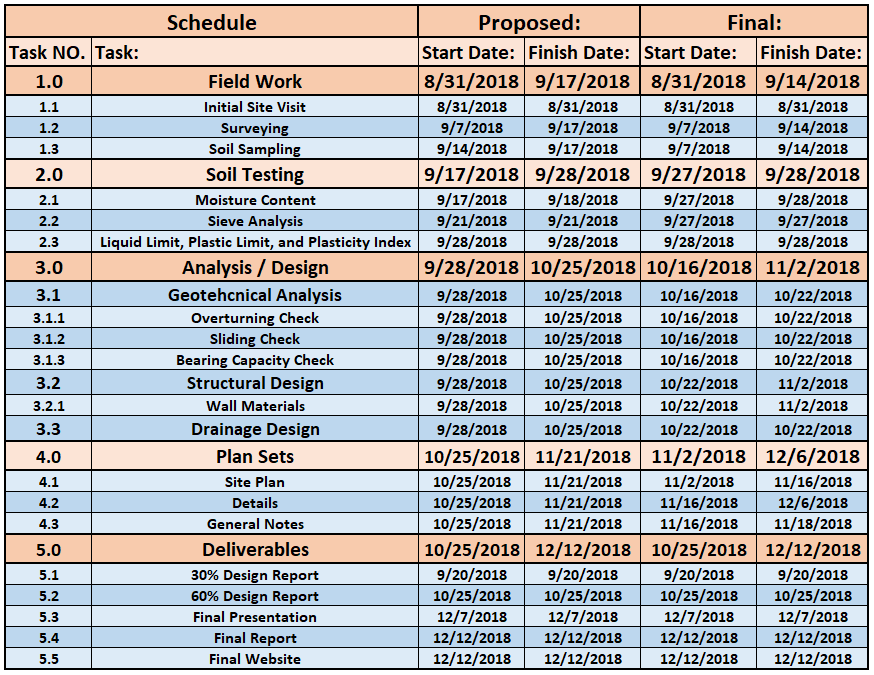 Schedule Proposed: Final:
Task NO. Task: Start Date: Finish Date: Start Date: Finish Date:
1.0 Field Work 8/31/2018 9/17/2018 8/31/2018 9/14/2018
1.1 Initial Site Visit 8/31/2018 8/31/2018 8/31/2018 8/31/2018
1.2 Surveying 9/7/2018 9/17/2018 9/7/2018 9/14/2018
1.3 Soil Sampling 9/14/2018 9/17/2018 9/7/2018 9/14/2018
2.0 Soil Testing 9/17/2018 9/28/2018 9/27/2018 9/28/2018
2.1 Moisture Content 9/17/2018 9/18/2018 9/27/2018 9/28/2018
2.2 Sieve Analysis 9/21/2018 9/21/2018 9/27/2018 9/27/2018
2.3 Liquid Limit, Plastic Limit, and Plasticity Index 9/28/2018 9/28/2018 9/28/2018 9/28/2018
3.0 Analysis / Design 9/28/2018 10/25/2018 10/16/2018 11/2/2018
3.1 Geotehcnical Analysis 9/28/2018 10/25/2018 10/16/2018 10/22/2018
3.1.1 Overturning Check 9/28/2018 10/25/2018 10/16/2018 10/22/2018
3.1.2 Sliding Check 9/28/2018 10/25/2018 10/16/2018 10/22/2018
3.1.3 Bearing Capacity Check 9/28/2018 10/25/2018 10/16/2018 10/22/2018
3.2 Structural Design 9/28/2018 10/25/2018 10/22/2018 11/2/2018
3.2.1 Wall Materials 9/28/2018 10/25/2018 10/22/2018 11/2/2018
3.3 Drainage Design 9/28/2018 10/25/2018 10/22/2018 10/22/2018
4.0 Plan Sets 10/25/2018 11/21/2018 11/2/2018 12/6/2018
4.1 Site Plan 10/25/2018 11/21/2018 11/2/2018 11/16/2018
4.2 Details 10/25/2018 11/21/2018 11/16/2018 12/6/2018
4.3 General Notes 10/25/2018 11/21/2018 11/16/2018 11/18/2018
5.0 Deliverables 10/25/2018 12/12/2018 10/25/2018 12/12/2018
5.1 30% Design Report 9/20/2018 9/20/2018 9/20/2018 9/20/2018
5.2 60% Design Report 10/25/2018 10/25/2018 10/25/2018 10/25/2018
5.3 Final Presentation 12/7/2018 12/7/2018 12/7/2018 12/7/2018
5.4 Final Report 12/12/2018 12/12/2018 12/12/2018 12/12/2018
5.5 Final Website 12/12/2018 12/12/2018 12/12/2018 12/12/2018